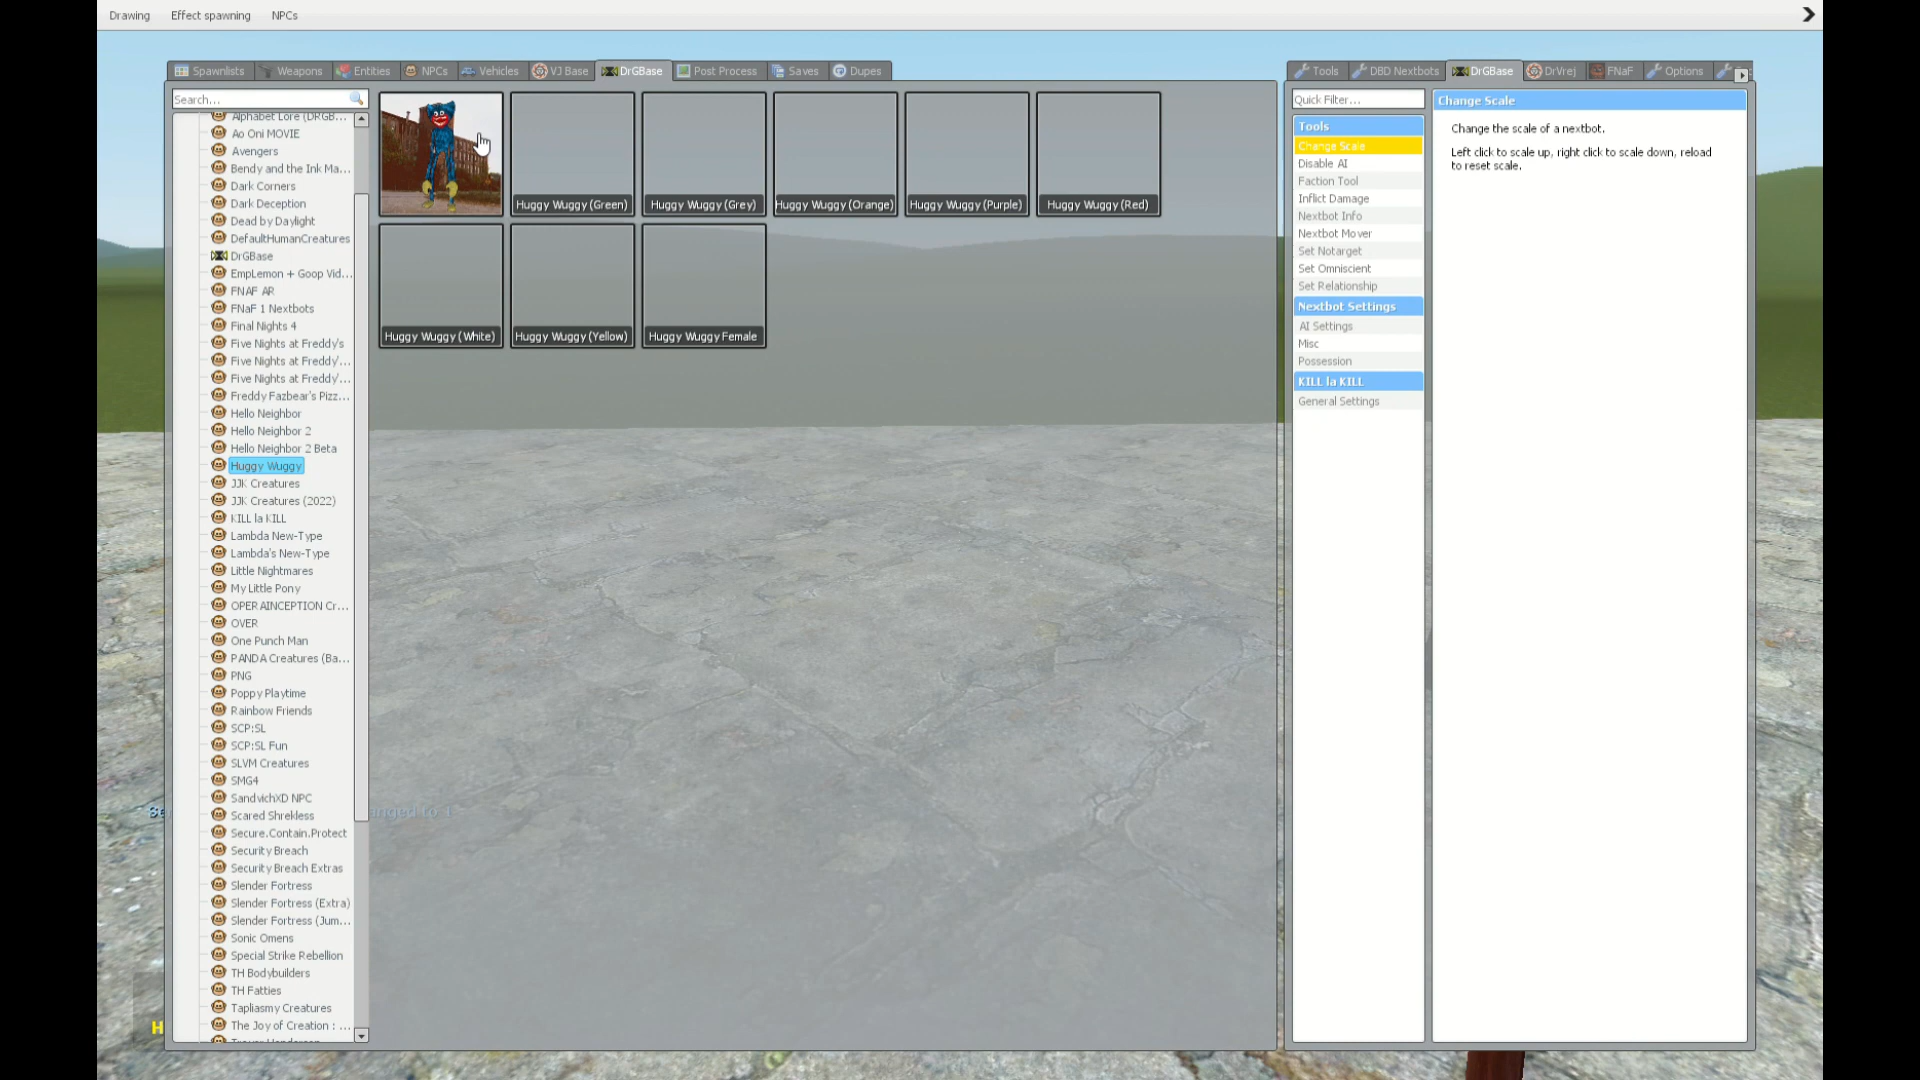 Drawing Effect spawning NPCs
Spawnlists Weapons Entities NPCs Vehicles VJ Base DrGBase Post Process Saves Dupes
Search...
Alphabet Lore (DRGB...
Ao Oni MOVIE
Avengers
Bendy and the Ink Ma...
Dark Corners
Dark Deception
Dead by Daylight
DefaultHumanCreatures
DrGBase
EmpLemon + Goop Vid...
FNAF AR
FNaF 1 Nextbots
Final Nights 4
Five Nights at Freddy's
Five Nights at Freddy'...
Five Nights at Freddy'...
Freddy Fazbear's Pizz...
Hello Neighbor
Hello Neighbor 2
Hello Neighbor 2 Beta
Huggy Wuggy
JJK Creatures
JJK Creatures (2022)
KILL la KILL
Lambda New-Type
Lambda's New-Type
Little Nightmares
My Little Pony
OPERAINCEPTION Cr...
OVER
One Punch Man
PANDA Creatures (Ba...
PNG
Poppy Playtime
Rainbow Friends
SCP:SL
SCP:SL Fun
SLVM Creatures
SMG4
SandvichXD NPC
Scared Shrekless
Secure.Contain.Protect
Security Breach
Security Breach Extras
Slender Fortress
Slender Fortress (Extra)
Slender Fortress (Jum...
Sonic Omens
Special Strike Rebellion
TH Bodybuilders
TH Fatties
Tapliasmy Creatures
The Joy of Creation : ...
Huggy Wuggy (Green) Huggy Wuggy (Grey) Huggy Wuggy (Orange) Huggy Wuggy (Purple) Huggy Wuggy (Red)
Huggy Wuggy (White) Huggy Wuggy (Yellow) Huggy Wuggy Female
to 1
H
Tools DBD Nextbots DrGBase DrVrej FNaF Options
Quick Filter...
Tools
Change Scale
Disable AI
Faction Tool
Inflict Damage
Nextbot Info
Nextbot Mover
Set Notarget
Set Omniscient
Set Relationship
Nextbot Settings
AI Settings
Misc
Possession
KILL la KILL
General Settings
Change Scale
Change the scale of a nextbot.
Left click to scale up, right click to scale down, reload
to reset scale.